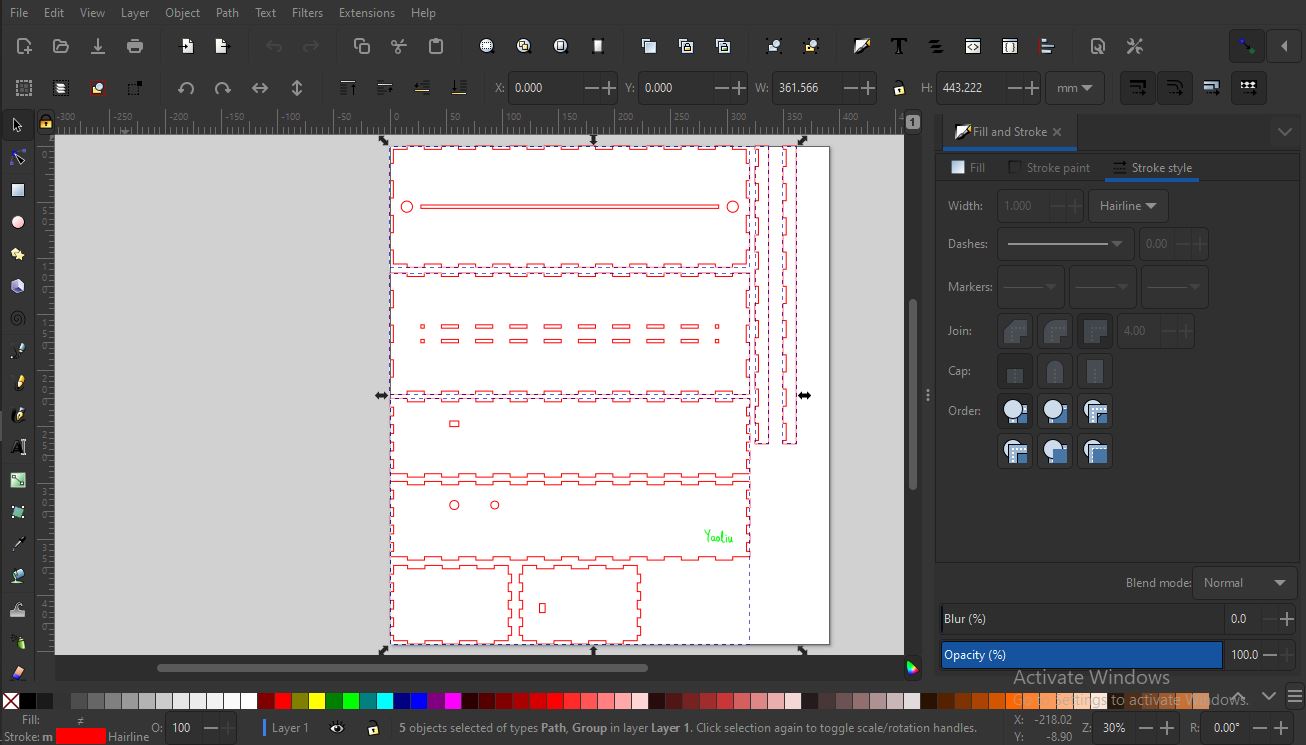 File Edit View Layer Object Path Text Filters Extensions Help
X: 0.000 Y: 0.000 W: 361.566 H: 443.222 mm
-300 -250 -200 -150 -100 -50 0 50 100 150 200 250 300 350 400
1
Fill and Stroke
Fill Stroke paint Stroke style
Width: 1.000 Hairline
Dashes: 0.00
Markers:
Join: 4.00
Cap:
Order:
Yaoliu
Blend mode: Normal
Blur (%) 0.0
Opacity (%) 100.0
Activate Windows
Go to Settings to activate Windows.
Fill: ≠ O: 100 Layer 1 5 objects selected of types Path, Group in layer Layer 1. Click selection again to toggle scale/rotation handles. X: -218.02 Z: 30% R: 0.00°
Stroke: m Hairline Y: -8.90